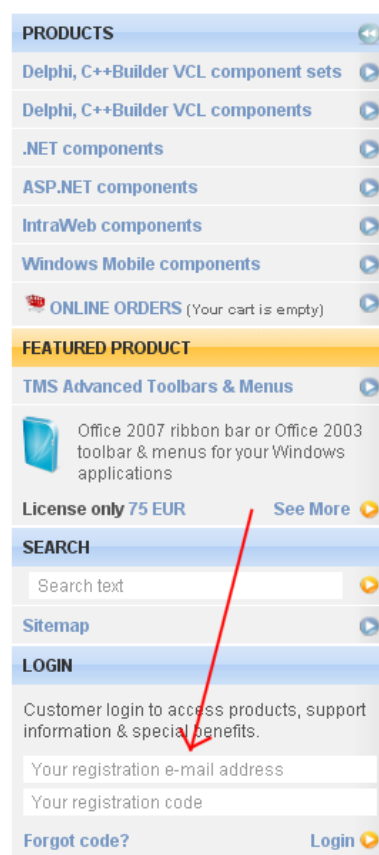 PRODUCTS
Delphi, C++Builder VCL component sets
Delphi, C++Builder VCL components
.NET components
ASP.NET components
IntraWeb components
Windows Mobile components
ONLINE ORDERS (Your cart is empty)
FEATURED PRODUCT
TMS Advanced Toolbars & Menus
Office 2007 ribbon bar or Office 2003
toolbar & menus for your Windows
applications
License only 75 EUR See More
SEARCH
Search text
Sitemap
LOGIN
Customer login to access products, support
information & special benefits.
Your registration e-mail address
Your registration code
Forgot code? Login